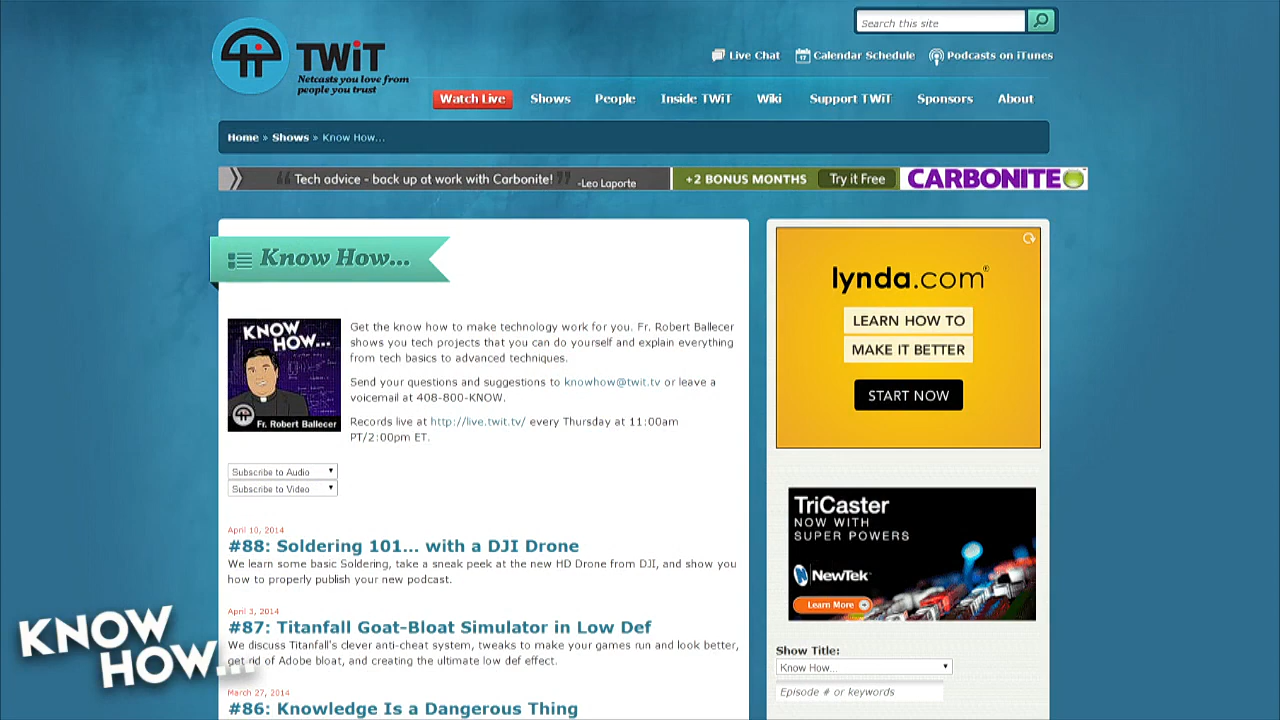 Search this site
TWiT
Netcasts you love from
people you trust
Live Chat
Calendar Schedule
Podcasts on iTunes
Watch Live
Shows
People
Inside TWiT
Wiki
Support TWiT
Sponsors
About
Home » Shows » Know How...
"Tech advice - back up at work with Carbonite!" -Leo Laporte
+2 BONUS MONTHS
Try it Free
CARBONITE
Know How...
KNOW
HOW...
Fr. Robert Ballecer
Get the know how to make technology work for you. Fr. Robert Ballecer
shows you tech projects that you can do yourself and explain everything
from tech basics to advanced techniques.
Send your questions and suggestions to knowhow@twit.tv or leave a
voicemail at 408-800-KNOW.
Records live at http://live.twit.tv/ every Thursday at 11:00am
PT/2:00pm ET.
Subscribe to Audio
Subscribe to Video
April 10, 2014
#88: Soldering 101... with a DJI Drone
We learn some basic Soldering, take a sneak peek at the new HD Drone from DJI, and show you
how to properly publish your new podcast.
April 3, 2014
#87: Titanfall Goat-Bloat Simulator in Low Def
We discuss Titanfall's clever anti-cheat system, tweaks to make your games run and look better,
get rid of Adobe bloat, and creating the ultimate low def effect.
March 27, 2014
#86: Knowledge Is a Dangerous Thing
lynda.com®
LEARN HOW TO
MAKE IT BETTER
START NOW
TriCaster
NOW WITH
SUPER POWERS
NewTek
Learn More
Show Title:
Know How...
Episode # or keywords
KNOW
HOW...